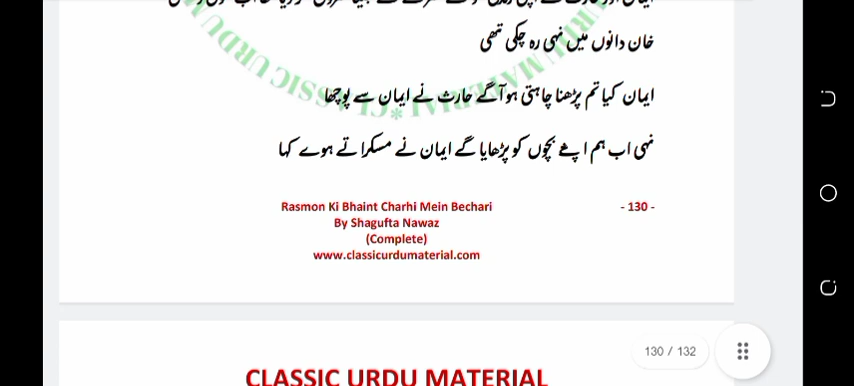 خان دانوں میں نہی رہ چکی تھی
ایمان کیا تم پڑھنا چاہتی ہو آگے حارث نے ایمان سے پوچھا
نہی اب ہم اپنے بچوں کو پڑھایا گے ایمان نے مسکراتے ہوے کہا
Rasmon Ki Bhaint Charhi Mein Bechari - 130 -
By Shagufta Nawaz
(Complete)
www.classicurdumaterial.com
130 / 132
CLASSIC URDU MATERIAL